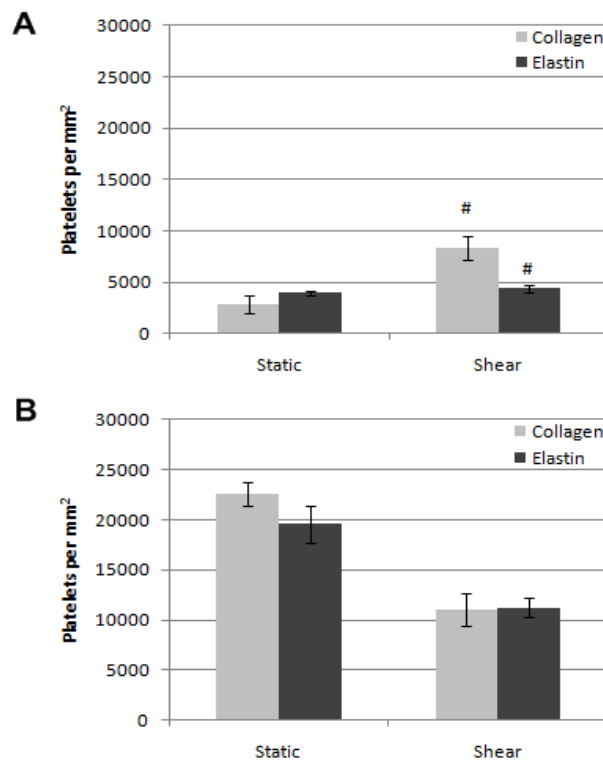 A
30000
25000
20000
15000
10000
5000
0
Platelets per mm²
Collagen
Elastin
#
#
Static Shear
B
30000
25000
20000
15000
10000
5000
0
Platelets per mm²
Collagen
Elastin
Static Shear